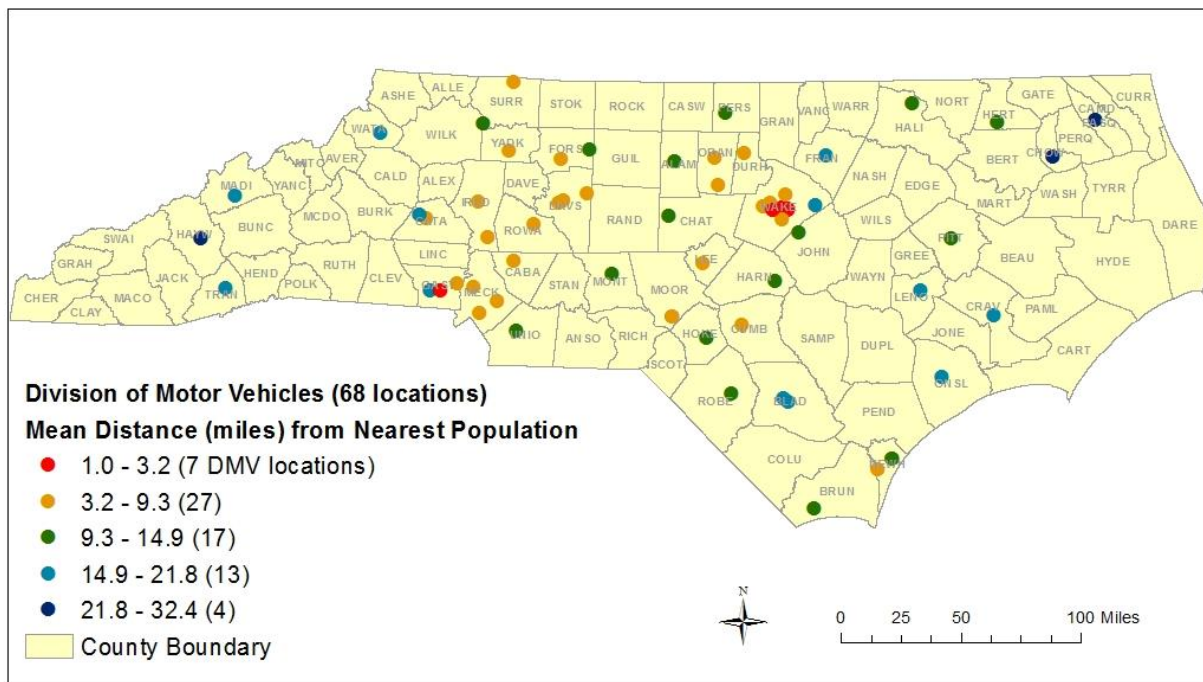 ASHE ALLE SURR STOK ROCK CASW PERS GRAN VANC WARR HALI NORT HERT GATE CAMD CURR
WATA WILK YADK FORS GUIL ALAM ORAN DURH FRAN NASH EDGE BERT CHOW PERQ PASQ
MITC AVER CALD ALEX IRED DAVE DAVS RAND CHAT WAKE WILS MART WASH TYRR DARE
MADI YANC MCDO BURK CATA ROWA LEE JOHN PITT BEAU HYDE
SWAI HAYW BUNC RUTH LINC CABA STAN MONT MOOR HARN WAYN GREE
GRAH JACK HEND POLK CLEV GAST MECK LENO CRAV PAML
CHER CLAY MACO TRAN UNIO ANSO RICH HOKE CUMB SAMP DUPL JONE CART
SCOT ROBE BLAD ONSL
PEND
COLU NEWH
BRUN
Division of Motor Vehicles (68 locations)
Mean Distance (miles) from Nearest Population
1.0 - 3.2 (7 DMV locations)
3.2 - 9.3 (27)
9.3 - 14.9 (17)
14.9 - 21.8 (13)
21.8 - 32.4 (4)
County Boundary
N
0 25 50 100 Miles